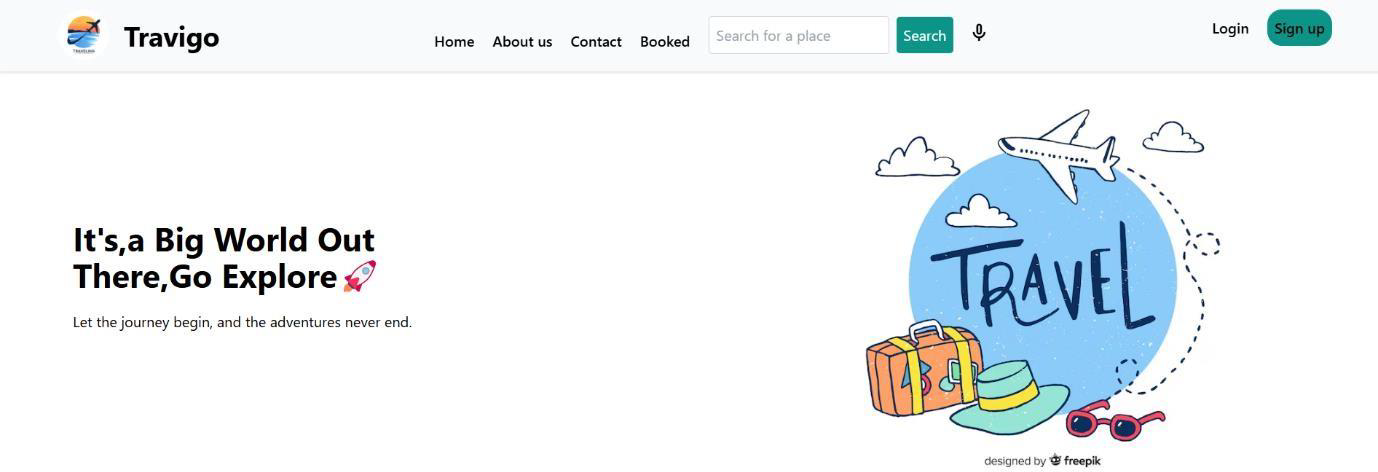 Travigo
Home About us Contact Booked Search for a place Search Login Sign up
It's,a Big World Out
There,Go Explore🚀
Let the journey begin, and the adventures never end.
TRAVEL
designed by freepik